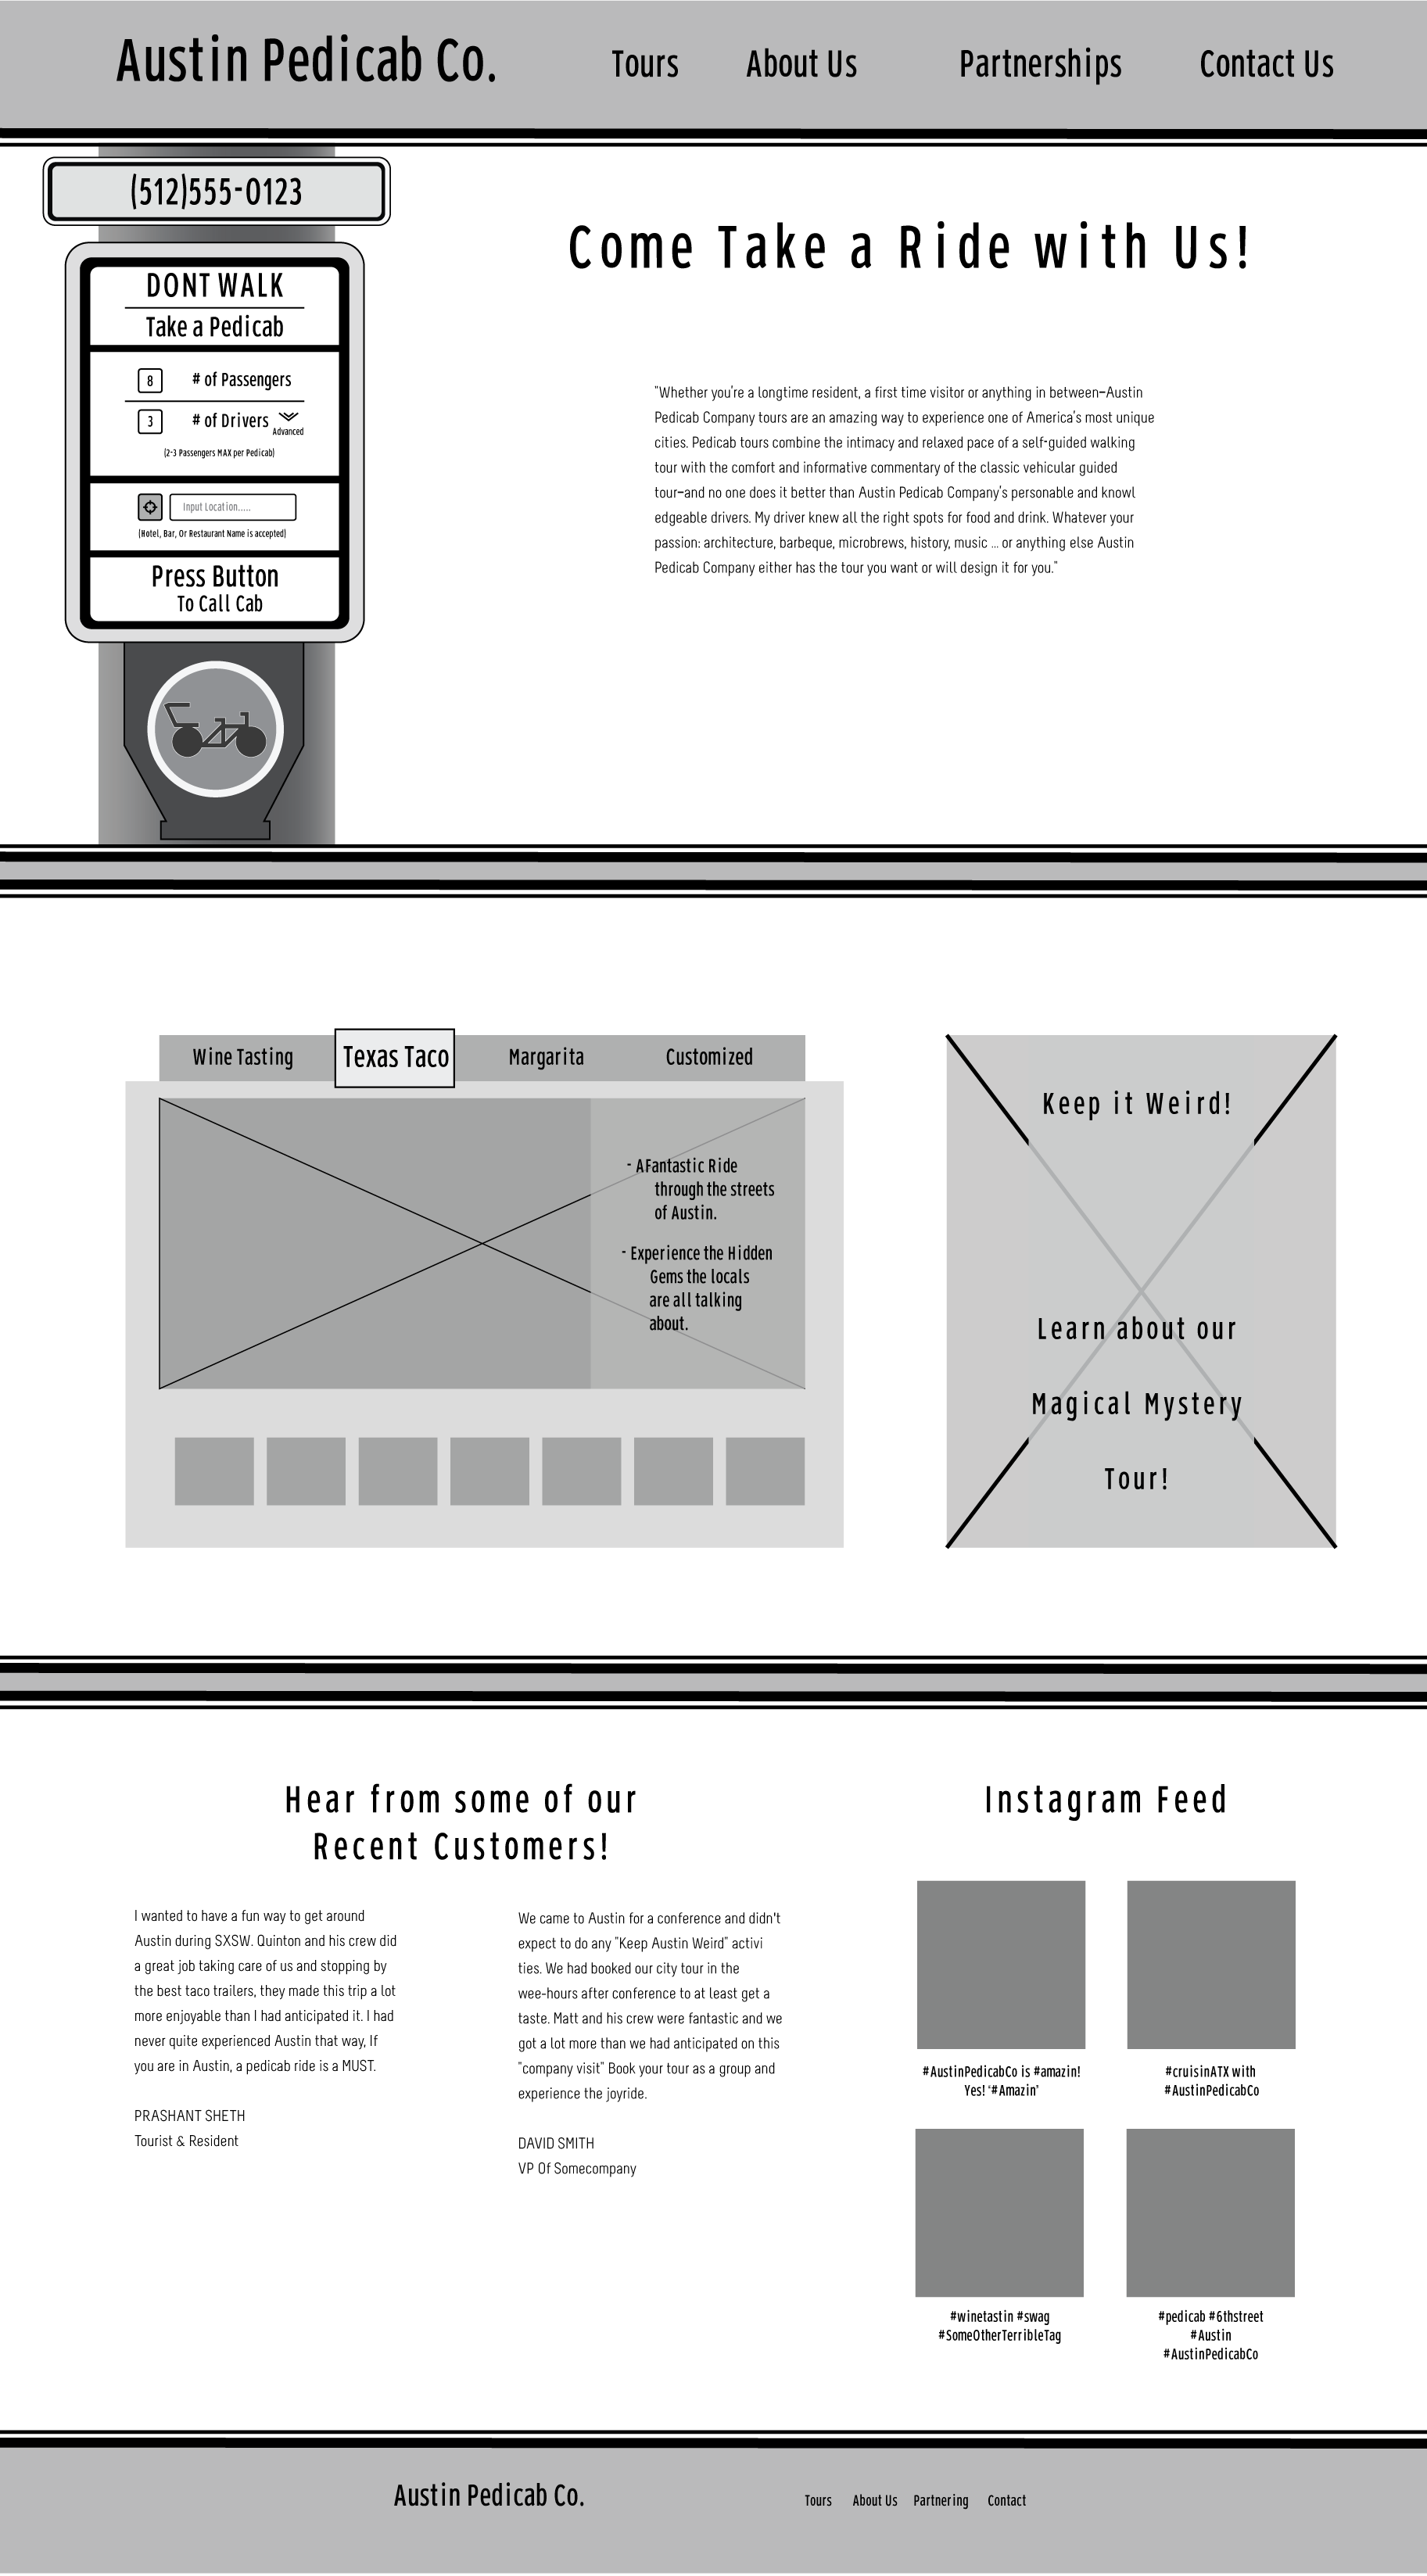 Austin Pedicab Co.
Tours
About Us
Partnerships
Contact Us
(512)555-0123
DONT WALK
Take a Pedicab
8 # of Passengers
3 # of Drivers
Advanced
(2-3 Passengers MAX per Pedicab)
Input Location.....
(Hotel, Bar, Or Restaurant Name is accepted)
Press Button
To Call Cab
Come Take a Ride with Us!
"Whether you're a longtime resident, a first time visitor or anything in between–Austin
Pedicab Company tours are an amazing way to experience one of America's most unique
cities. Pedicab tours combine the intimacy and relaxed pace of a self-guided walking
tour with the comfort and informative commentary of the classic vehicular guided
tour–and no one does it better than Austin Pedicab Company's personable and knowl
edgeable drivers. My driver knew all the right spots for food and drink. Whatever your
passion: architecture, barbeque, microbrews, history, music ... or anything else Austin
Pedicab Company either has the tour you want or will design it for you."
Wine Tasting
Texas Taco
Margarita
Customized
- AFantastic Ride
through the streets
of Austin.
- Experience the Hidden
Gems the locals
are all talking
about.
Keep it Weird!
Learn about our
Magical Mystery
Tour!
Hear from some of our
Recent Customers!
I wanted to have a fun way to get around
Austin during SXSW. Quinton and his crew did
a great job taking care of us and stopping by
the best taco trailers, they made this trip a lot
more enjoyable than I had anticipated it. I had
never quite experienced Austin that way, If
you are in Austin, a pedicab ride is a MUST.
PRASHANT SHETH
Tourist & Resident
We came to Austin for a conference and didn't
expect to do any "Keep Austin Weird" activi
ties. We had booked our city tour in the
wee-hours after conference to at least get a
taste. Matt and his crew were fantastic and we
got a lot more than we had anticipated on this
"company visit" Book your tour as a group and
experience the joyride.
DAVID SMITH
VP Of Somecompany
Instagram Feed
#AustinPedicabCo is #amazin!
Yes! "#Amazin"
#cruisinATX with
#AustinPedicabCo
#winetastin #swag
#SomeOtherTerribleTag
#pedicab #6thstreet
#Austin
#AustinPedicabCo
Austin Pedicab Co.
Tours
About Us
Partnering
Contact